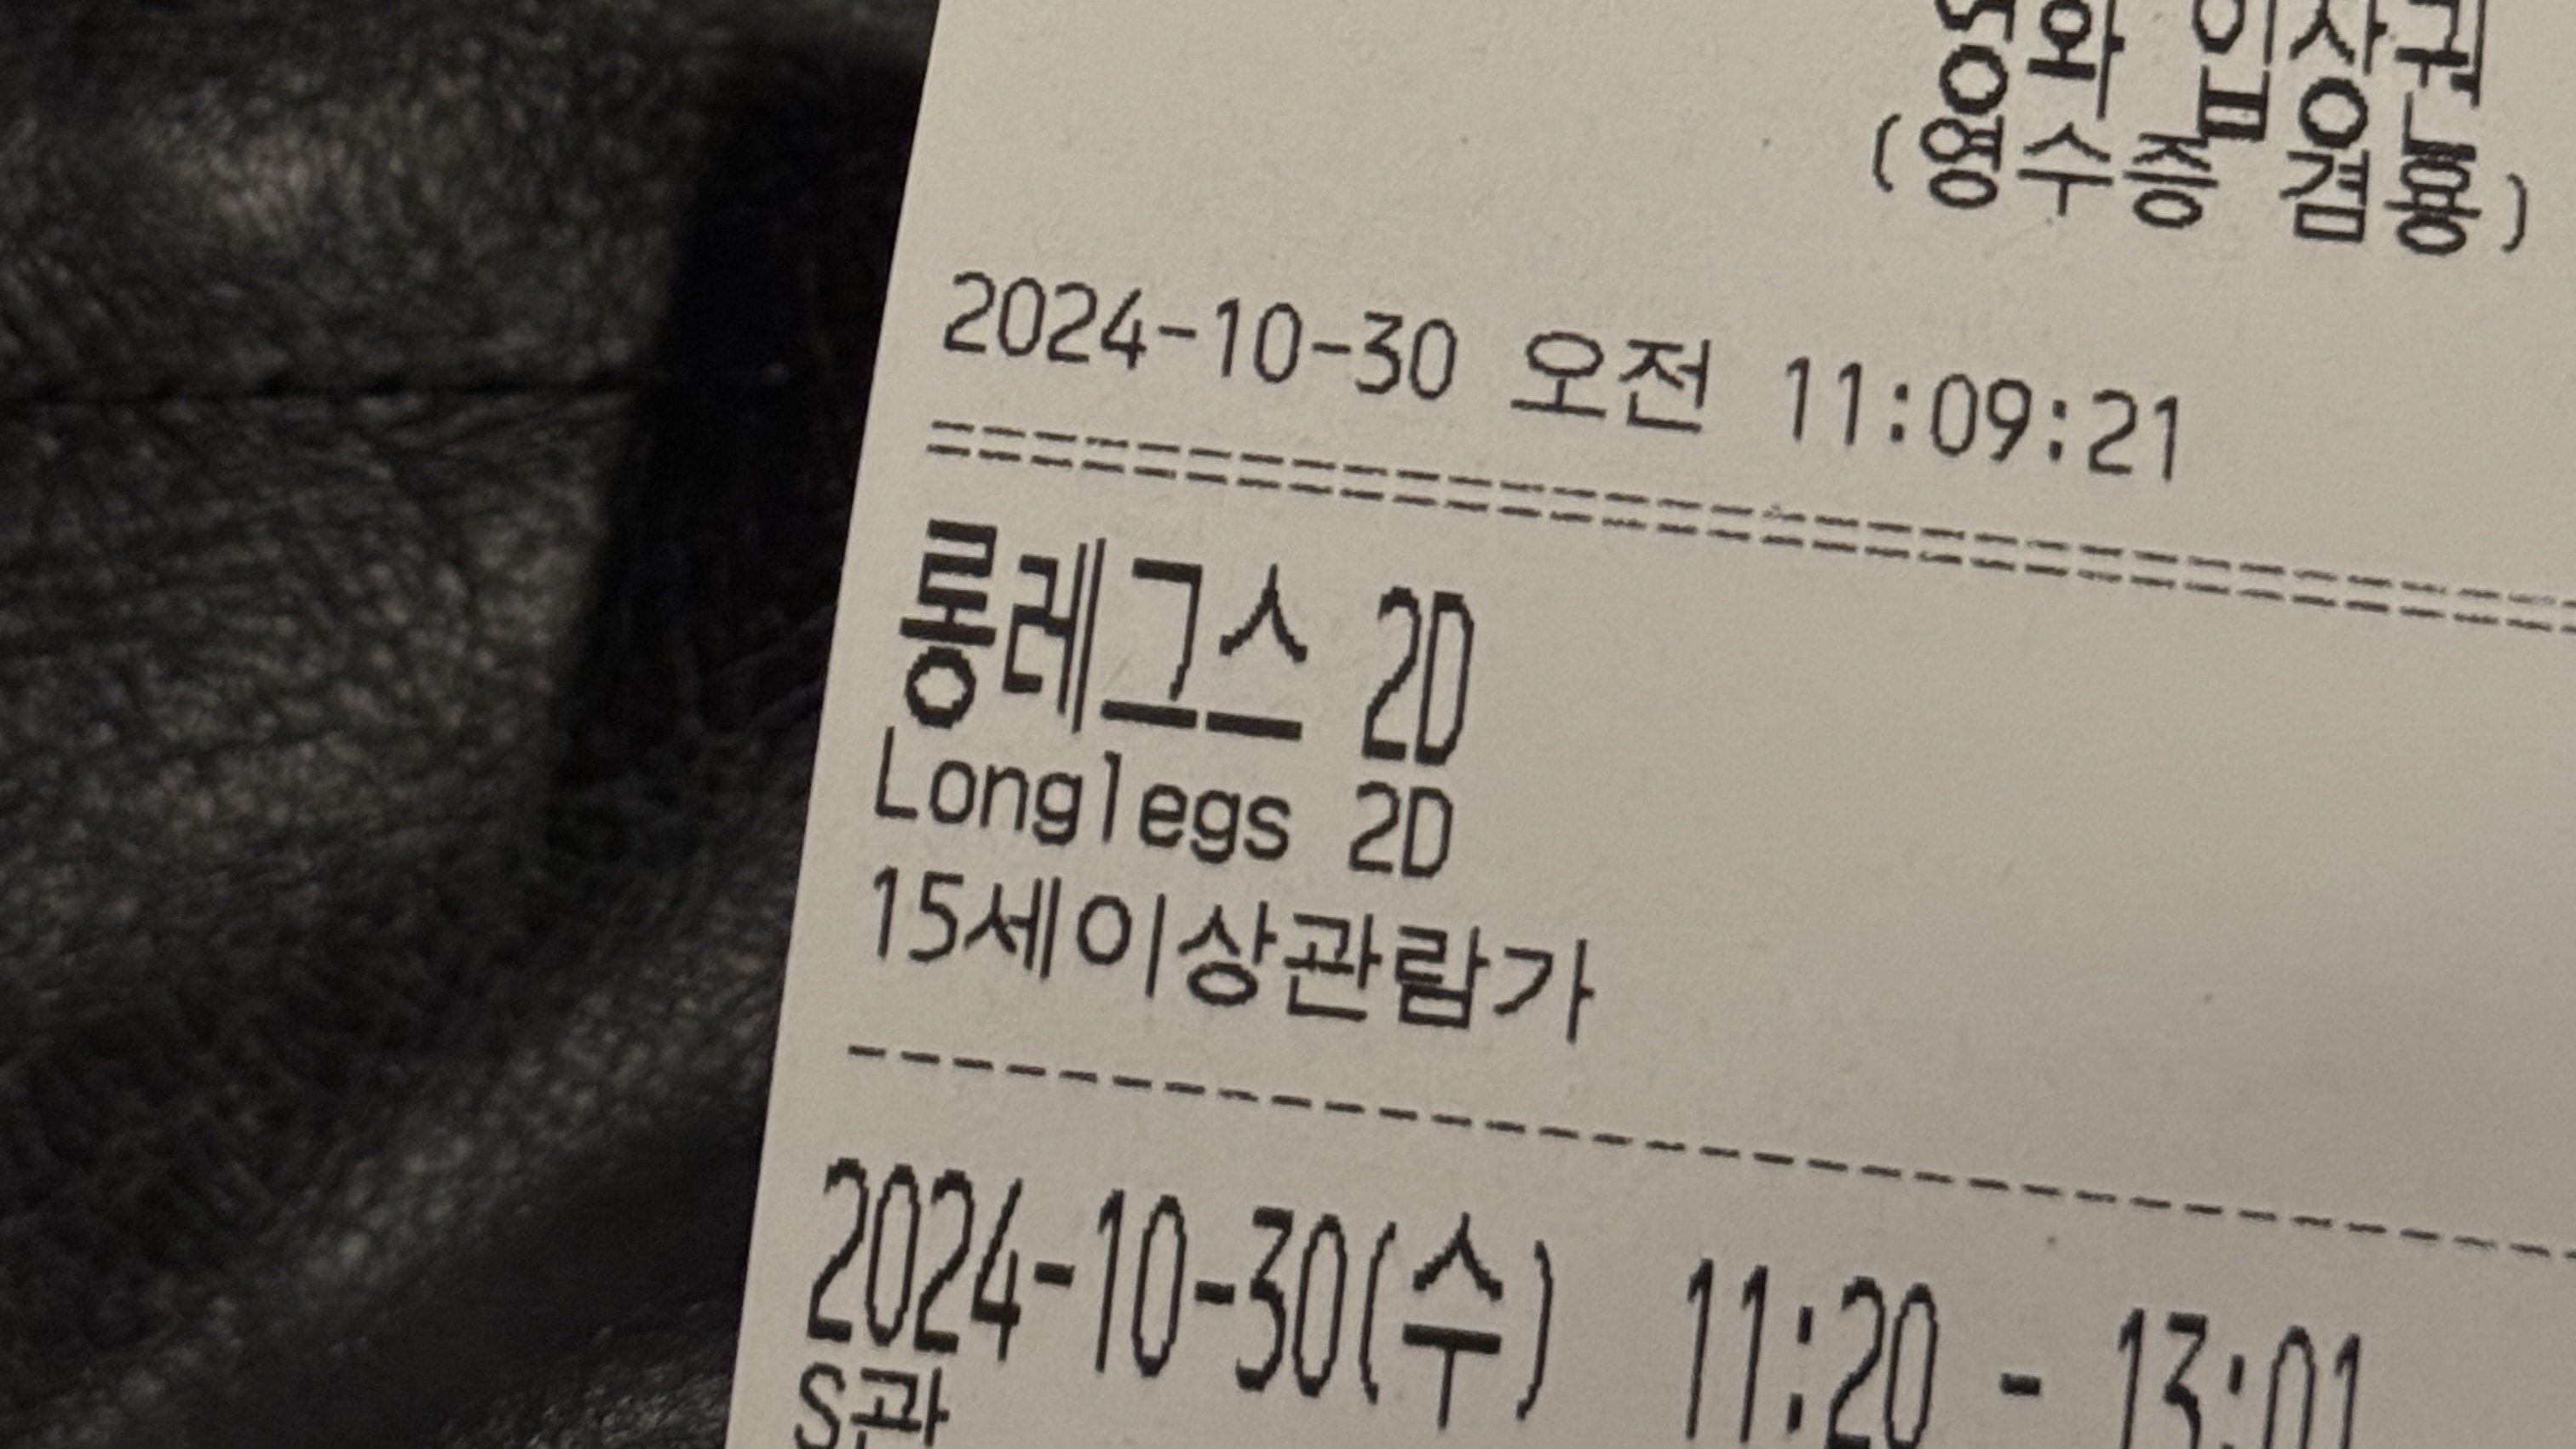 영화 입장권
(영수증 겸용)
2024-10-30 오전 11:09:21
롱레그스 2D
Longlegs 2D
15세이상관람가
2024-10-30(수) 11:20 - 13:01
S관